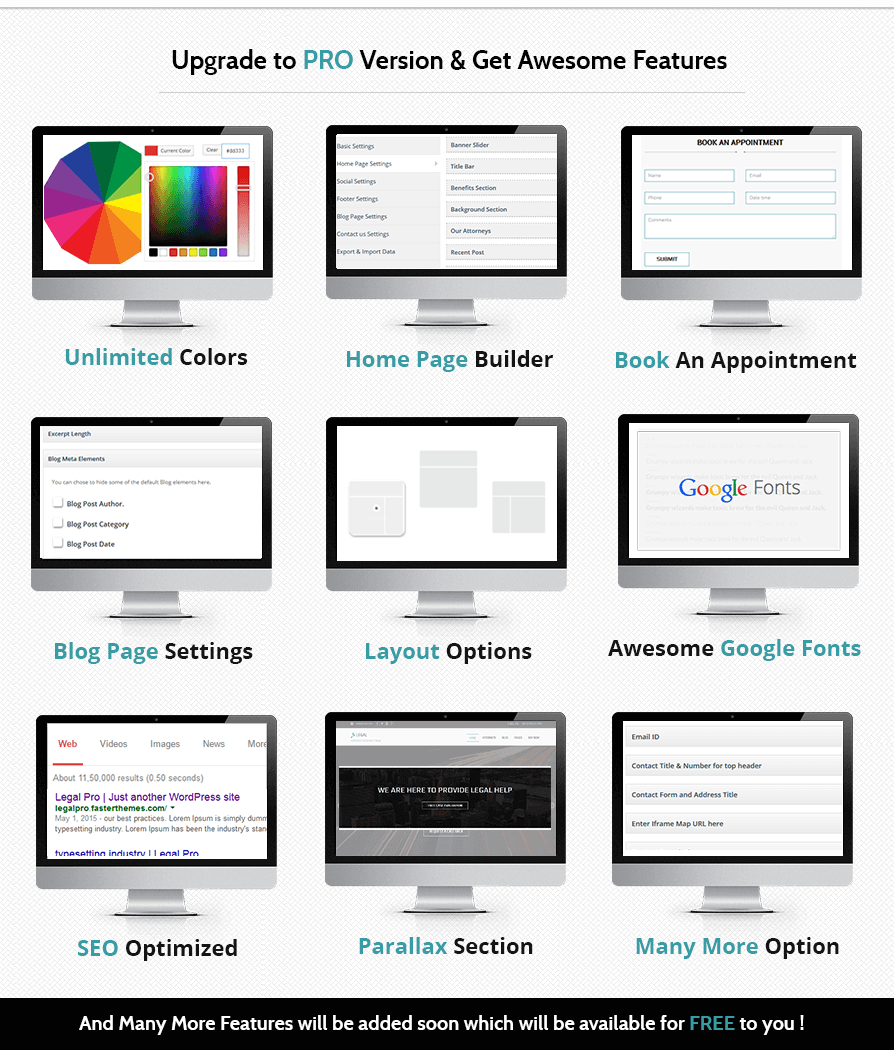 Upgrade to PRO Version & Get Awesome Features
Current Color
Clear
#dd3333
Unlimited Colors
Basic Settings
Home Page Settings
Social Settings
Footer Settings
Blog Page Settings
Contact us Settings
Export & Import Data
Banner Slider
Title Bar
Benefits Section
Background Section
Our Attorneys
Recent Post
Home Page Builder
BOOK AN APPOINTMENT
Name
Email
Phone
Date time
Comments
SUBMIT
Book An Appointment
Excerpt Length
Blog Meta Elements
You can chose to hide some of the default Blog elements here.
Blog Post Author.
Blog Post Category
Blog Post Date
Blog Page Settings
Layout Options
Google Fonts
Awesome Google Fonts
Web Videos Images News More
About 11,50,000 results (0.50 seconds)
Legal Pro | Just another WordPress site
legalpro.fasterthemes.com/
May 1, 2015 - our best practices. Lorem Ipsum is simply dumm
typesetting industry. Lorem Ipsum has been the industry's stan
typesetting industry | Legal Pro
SEO Optimized
WE ARE HERE TO PROVIDE LEGAL HELP
Parallax Section
Email ID
Contact Title & Number for top header
Contact Form and Address Title
Enter Iframe Map URL here
Many More Option
And Many More Features will be added soon which will be available for FREE to you !